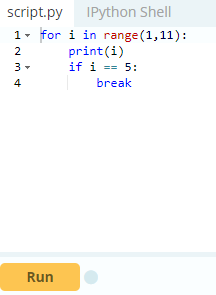 script.py IPython Shell
1 for i in range(1,11):
2     print(i)
3     if i == 5:
4         break
Run